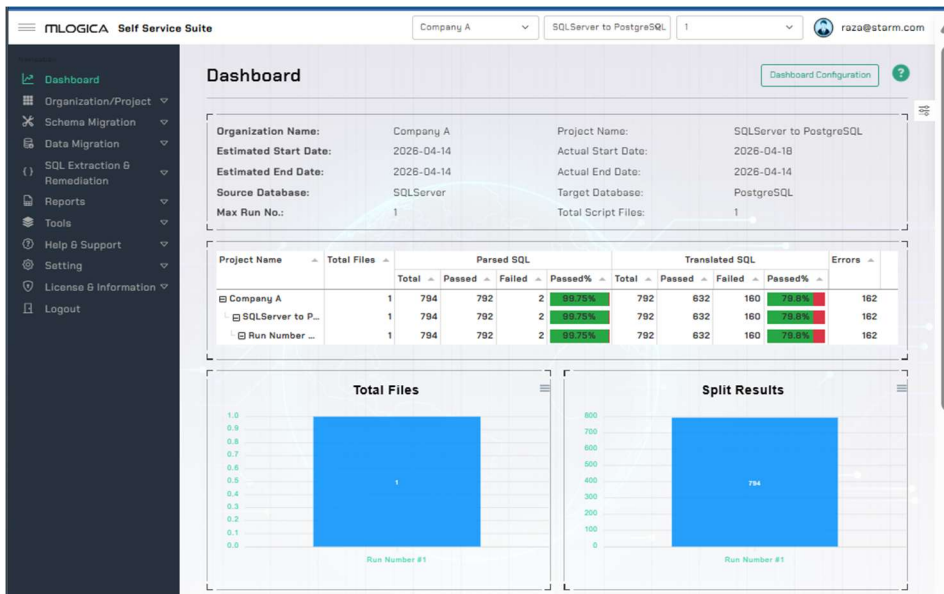 MLOGICA Self Service Suite
Company A
SQLServer to PostgreSQL
1
raza@starm.com
Dashboard
Organization/Project
Schema Migration
Data Migration
SQL Extraction &
Remediation
Reports
Tools
Help & Support
Setting
License & Information
Logout
Dashboard
Dashboard Configuration
?
Organization Name: Company A Project Name: SQLServer to PostgreSQL
Estimated Start Date: 2026-04-14 Actual Start Date: 2026-04-18
Estimated End Date: 2026-04-14 Actual End Date: 2026-04-14
Source Database: SQLServer Target Database: PostgreSQL
Max Run No.: 1 Total Script Files: 1
Project Name Total Files Parsed SQL Translated SQL Errors
Total Passed Failed Passed% Total Passed Failed Passed%
Company A 1 794 792 2 99.75% 792 632 160 79.8% 162
SQLServer to P... 1 794 792 2 99.75% 792 632 160 79.8% 162
Run Number ... 1 794 792 2 99.75% 792 632 160 79.8% 162
Total Files
1.0
0.9
0.8
0.7
0.6
0.5
0.4
0.3
0.2
0.1
0.0
1
Run Number #1
Split Results
800
700
600
500
400
300
200
100
0
794
Run Number #1